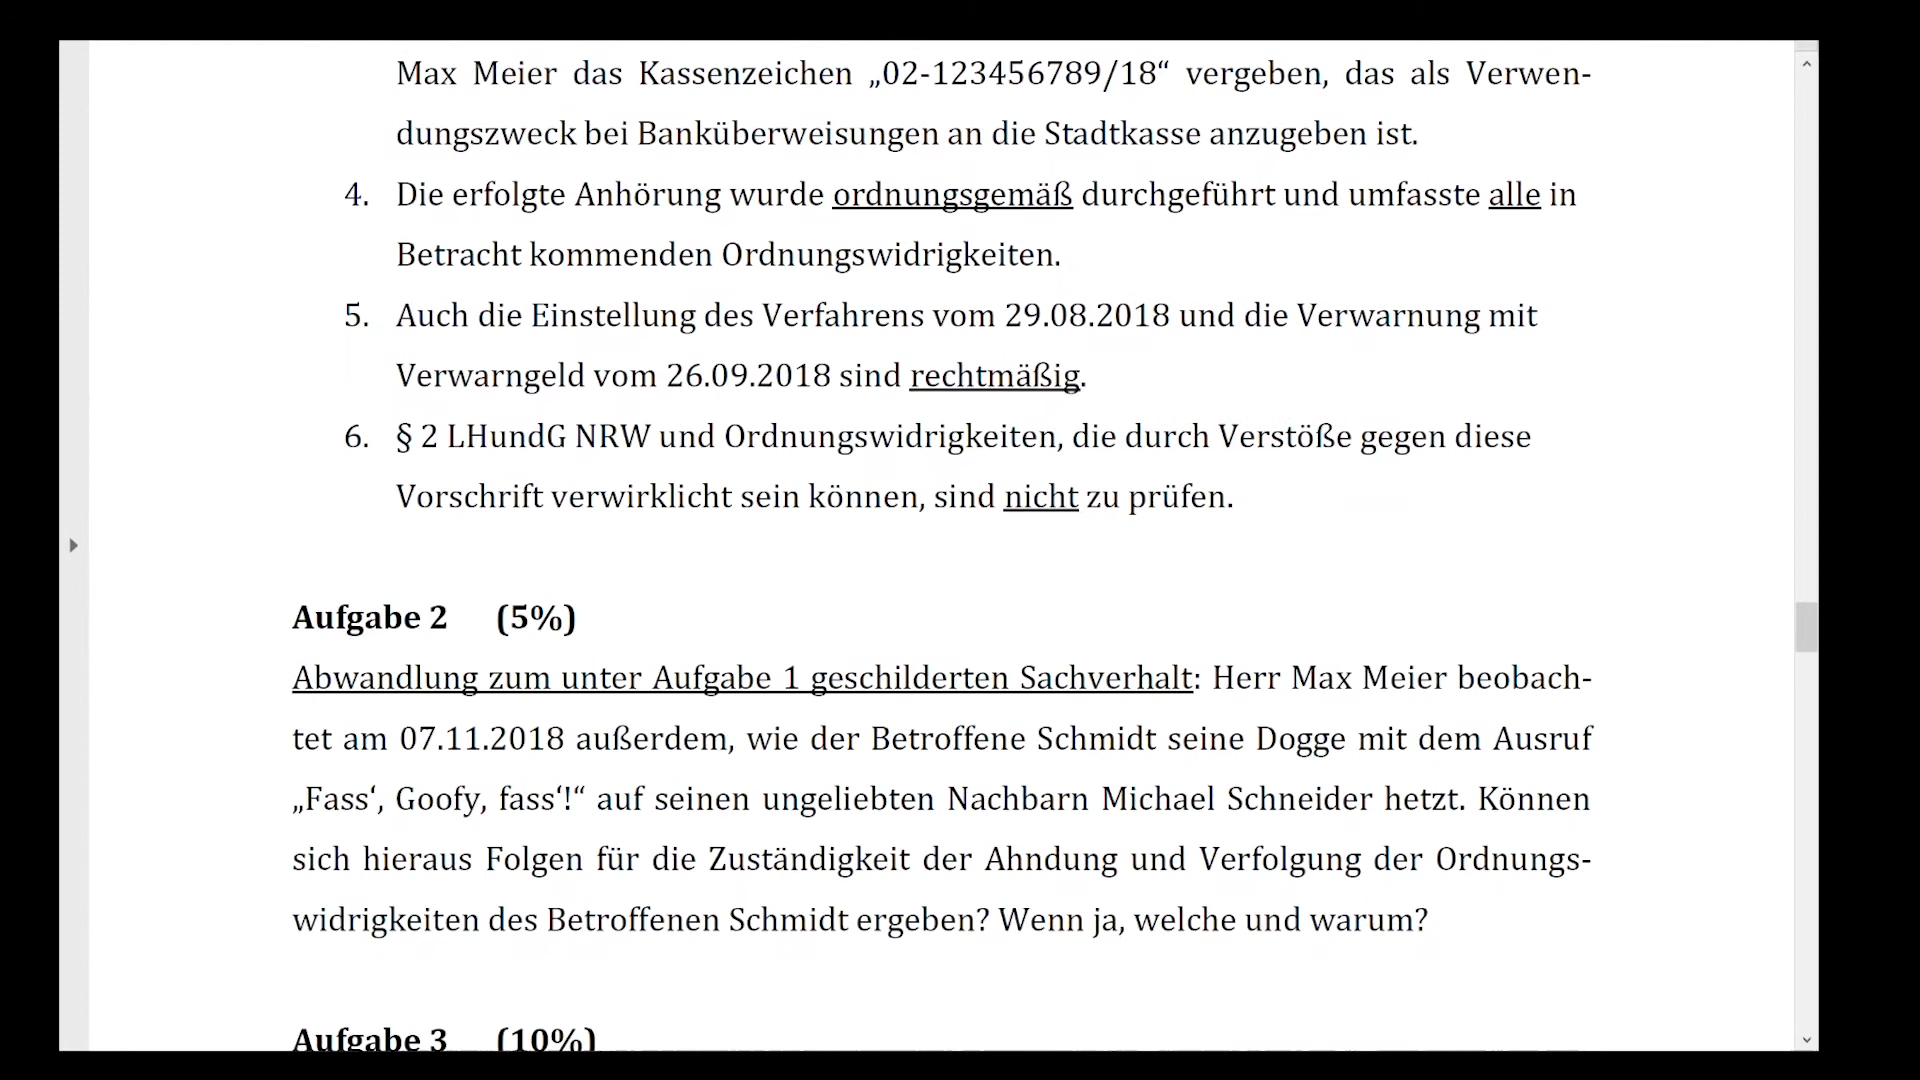 Max Meier das Kassenzeichen „02-123456789/18“ vergeben, das als Verwen-
dungszweck bei Banküberweisungen an die Stadtkasse anzugeben ist.
4. Die erfolgte Anhörung wurde ordnungsgemäß durchgeführt und umfasste alle in
Betracht kommenden Ordnungswidrigkeiten.
5. Auch die Einstellung des Verfahrens vom 29.08.2018 und die Verwarnung mit
Verwarngeld vom 26.09.2018 sind rechtmäßig.
6. § 2 LHundG NRW und Ordnungswidrigkeiten, die durch Verstöße gegen diese
Vorschrift verwirklicht sein können, sind nicht zu prüfen.
Aufgabe 2 (5%)
Abwandlung zum unter Aufgabe 1 geschilderten Sachverhalt: Herr Max Meier beobach-
tet am 07.11.2018 außerdem, wie der Betroffene Schmidt seine Dogge mit dem Ausruf
„Fass‘, Goofy, fass‘!“ auf seinen ungeliebten Nachbarn Michael Schneider hetzt. Können
sich hieraus Folgen für die Zuständigkeit der Ahndung und Verfolgung der Ordnungs-
widrigkeiten des Betroffenen Schmidt ergeben? Wenn ja, welche und warum?
Aufgabe 3 (10%)